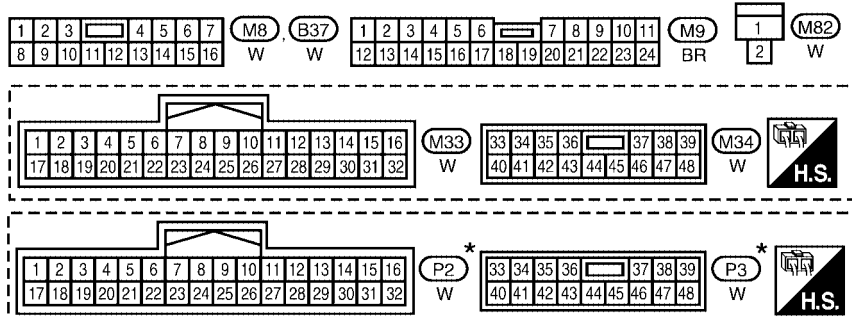 1 2 3 4 5 6 7 M8 , B37 1 2 3 4 5 6 7 8 9 10 11 M9 1 M82
8 9 10 11 12 13 14 15 16 W W 12 13 14 15 16 17 18 19 20 21 22 23 24 BR 2 W
1 2 3 4 5 6 7 8 9 10 11 12 13 14 15 16 M33 33 34 35 36 37 38 39 M34
17 18 19 20 21 22 23 24 25 26 27 28 29 30 31 32 W 40 41 42 43 44 45 46 47 48 W H.S.
1 2 3 4 5 6 7 8 9 10 11 12 13 14 15 16 P2 * 33 34 35 36 37 38 39 P3 *
17 18 19 20 21 22 23 24 25 26 27 28 29 30 31 32 W 40 41 42 43 44 45 46 47 48 W H.S.